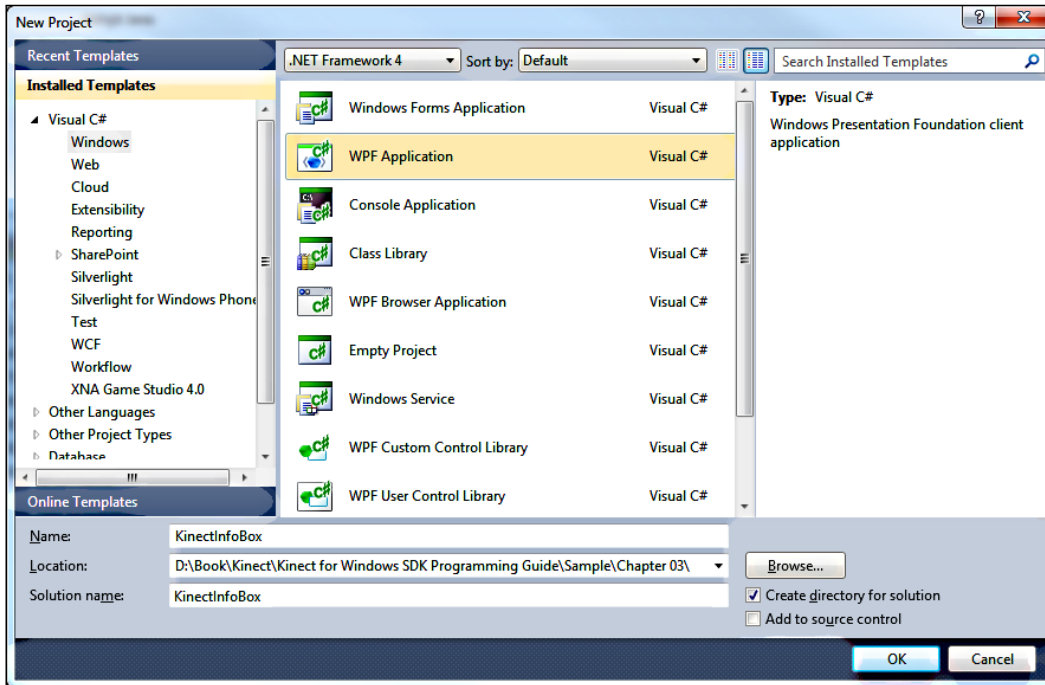 New Project
Recent Templates
Installed Templates
Visual C#
Windows
Web
Cloud
Extensibility
Reporting
SharePoint
Silverlight
Silverlight for Windows Phone
Test
WCF
Workflow
XNA Game Studio 4.0
Other Languages
Other Project Types
Database
Online Templates
.NET Framework 4
Sort by: Default
Search Installed Templates
Windows Forms Application Visual C#
WPF Application Visual C#
Console Application Visual C#
Class Library Visual C#
WPF Browser Application Visual C#
Empty Project Visual C#
Windows Service Visual C#
WPF Custom Control Library Visual C#
WPF User Control Library Visual C#
Type: Visual C#
Windows Presentation Foundation client
application
Name: KinectInfoBox
Location: D:\Book\Kinect\Kinect for Windows SDK Programming Guide\Sample\Chapter 03\
Browse...
Solution name: KinectInfoBox
Create directory for solution
Add to source control
OK
Cancel